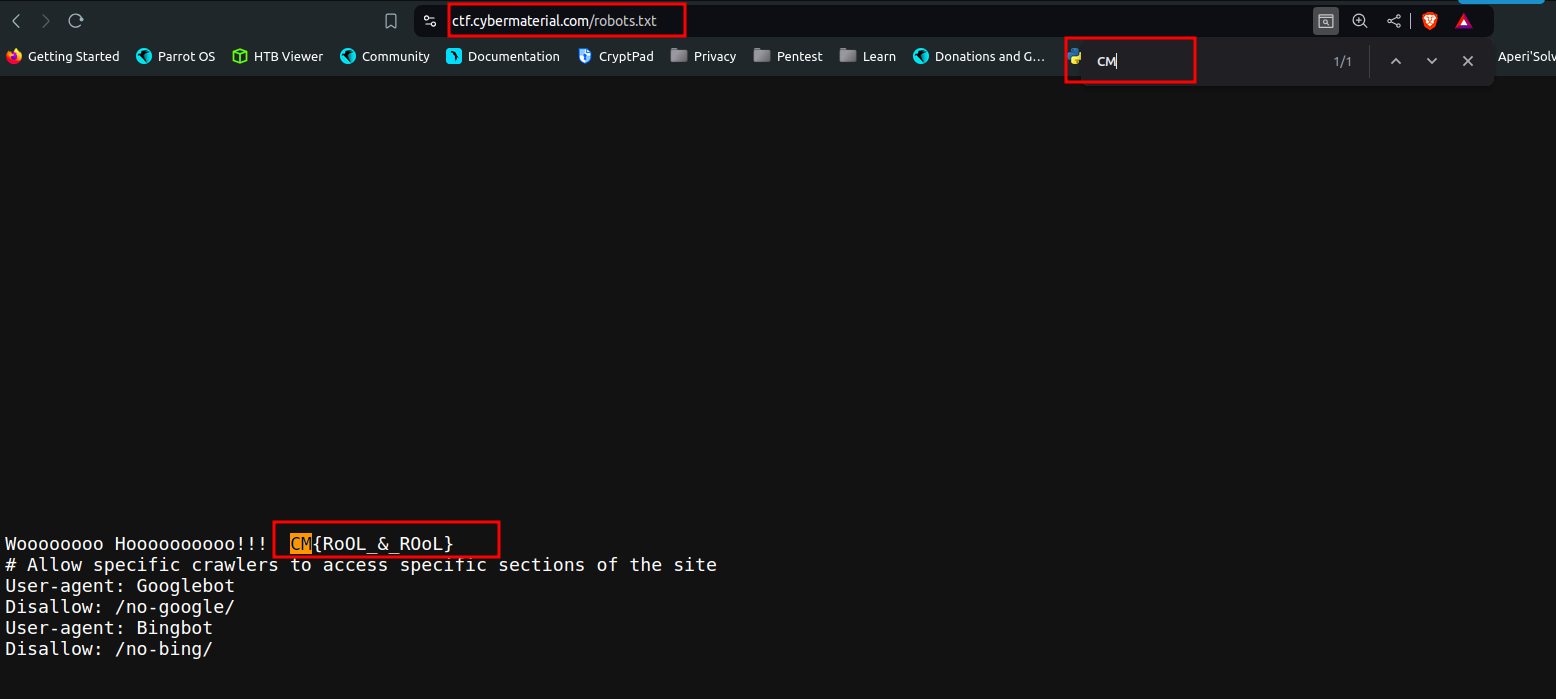 ctf.cybermaterial.com/robots.txt
Getting Started Parrot OS HTB Viewer Community Documentation CryptPad Privacy Pentest Learn Donations and G… CM 1/1 Aperi'Solv
Woooooooo Hoooooooooo!!! CM{RoOL_&_ROoL}
# Allow specific crawlers to access specific sections of the site
User-agent: Googlebot
Disallow: /no-google/
User-agent: Bingbot
Disallow: /no-bing/